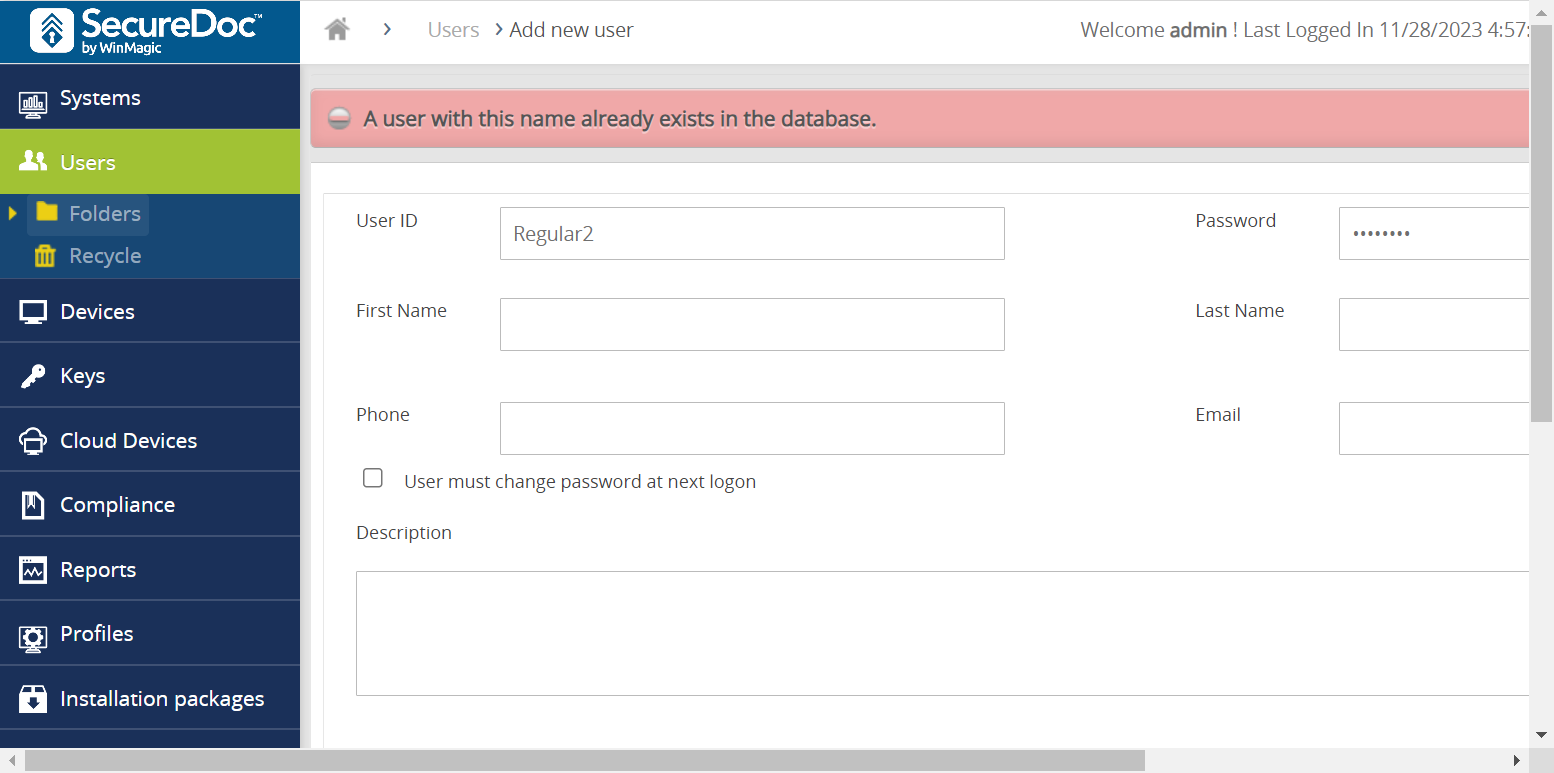 SecureDoc™
by WinMagic
Users
Add new user
Welcome admin ! Last Logged In 11/28/2023 4:57:
Systems
Users
Folders
Recycle
Devices
Keys
Cloud Devices
Compliance
Reports
Profiles
Installation packages
A user with this name already exists in the database.
User ID
Regular2
Password
••••••••
First Name
Last Name
Phone
Email
User must change password at next logon
Description